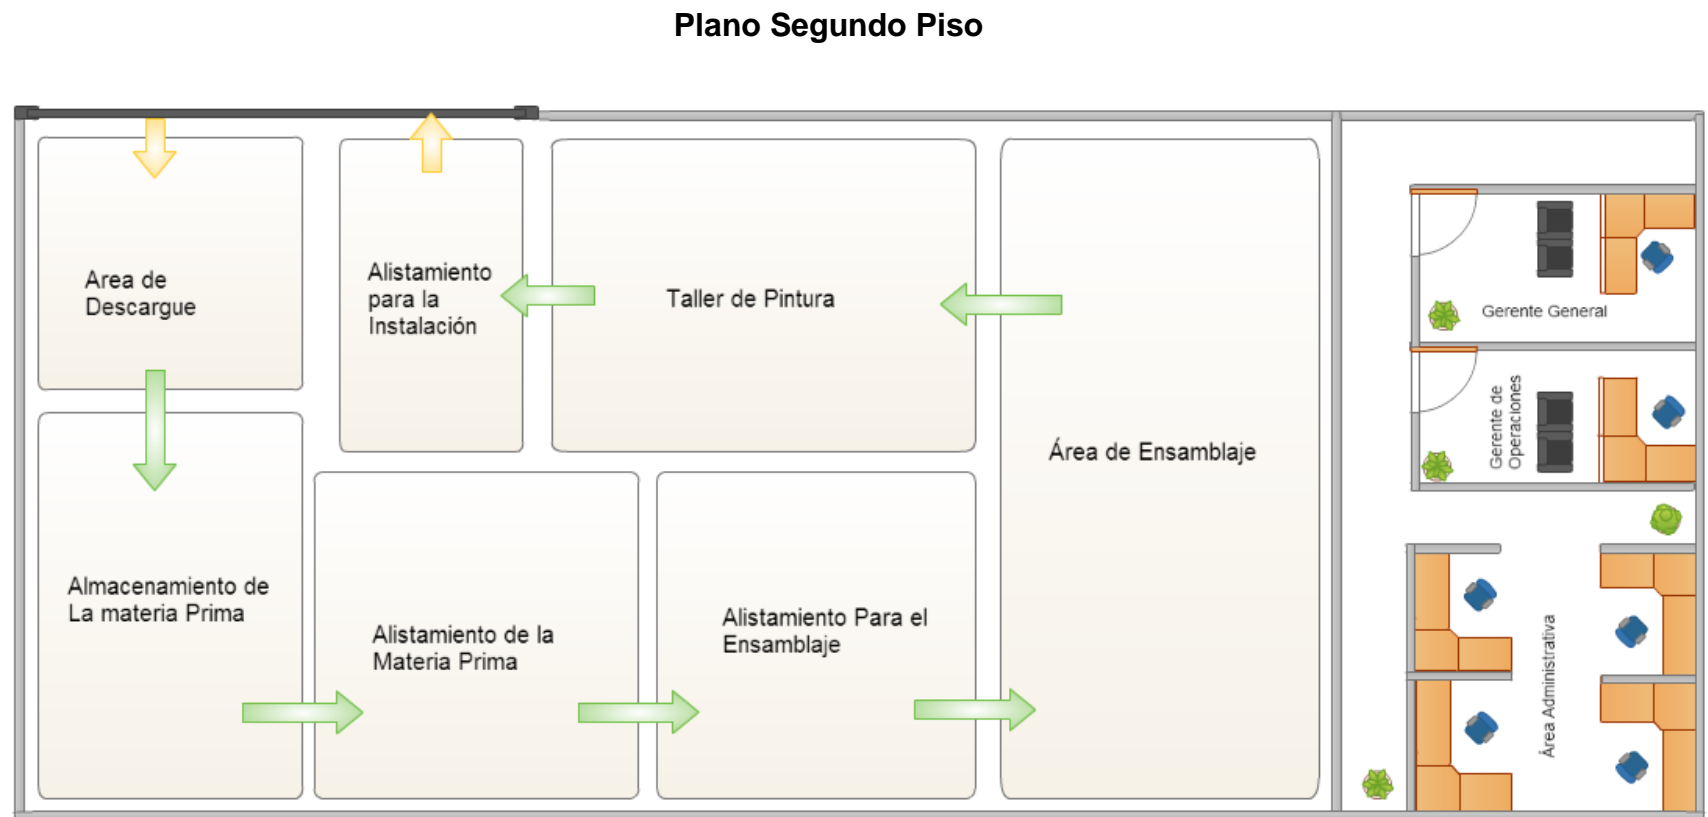 Plano Segundo Piso
Area de
Descargue
Alistamiento
para la
Instalación
Taller de Pintura
Área de Ensamblaje
Almacenamiento de
La materia Prima
Alistamiento de la
Materia Prima
Alistamiento Para el
Ensamblaje
Gerente General
Gerente de
Operaciones
Área Administrativa